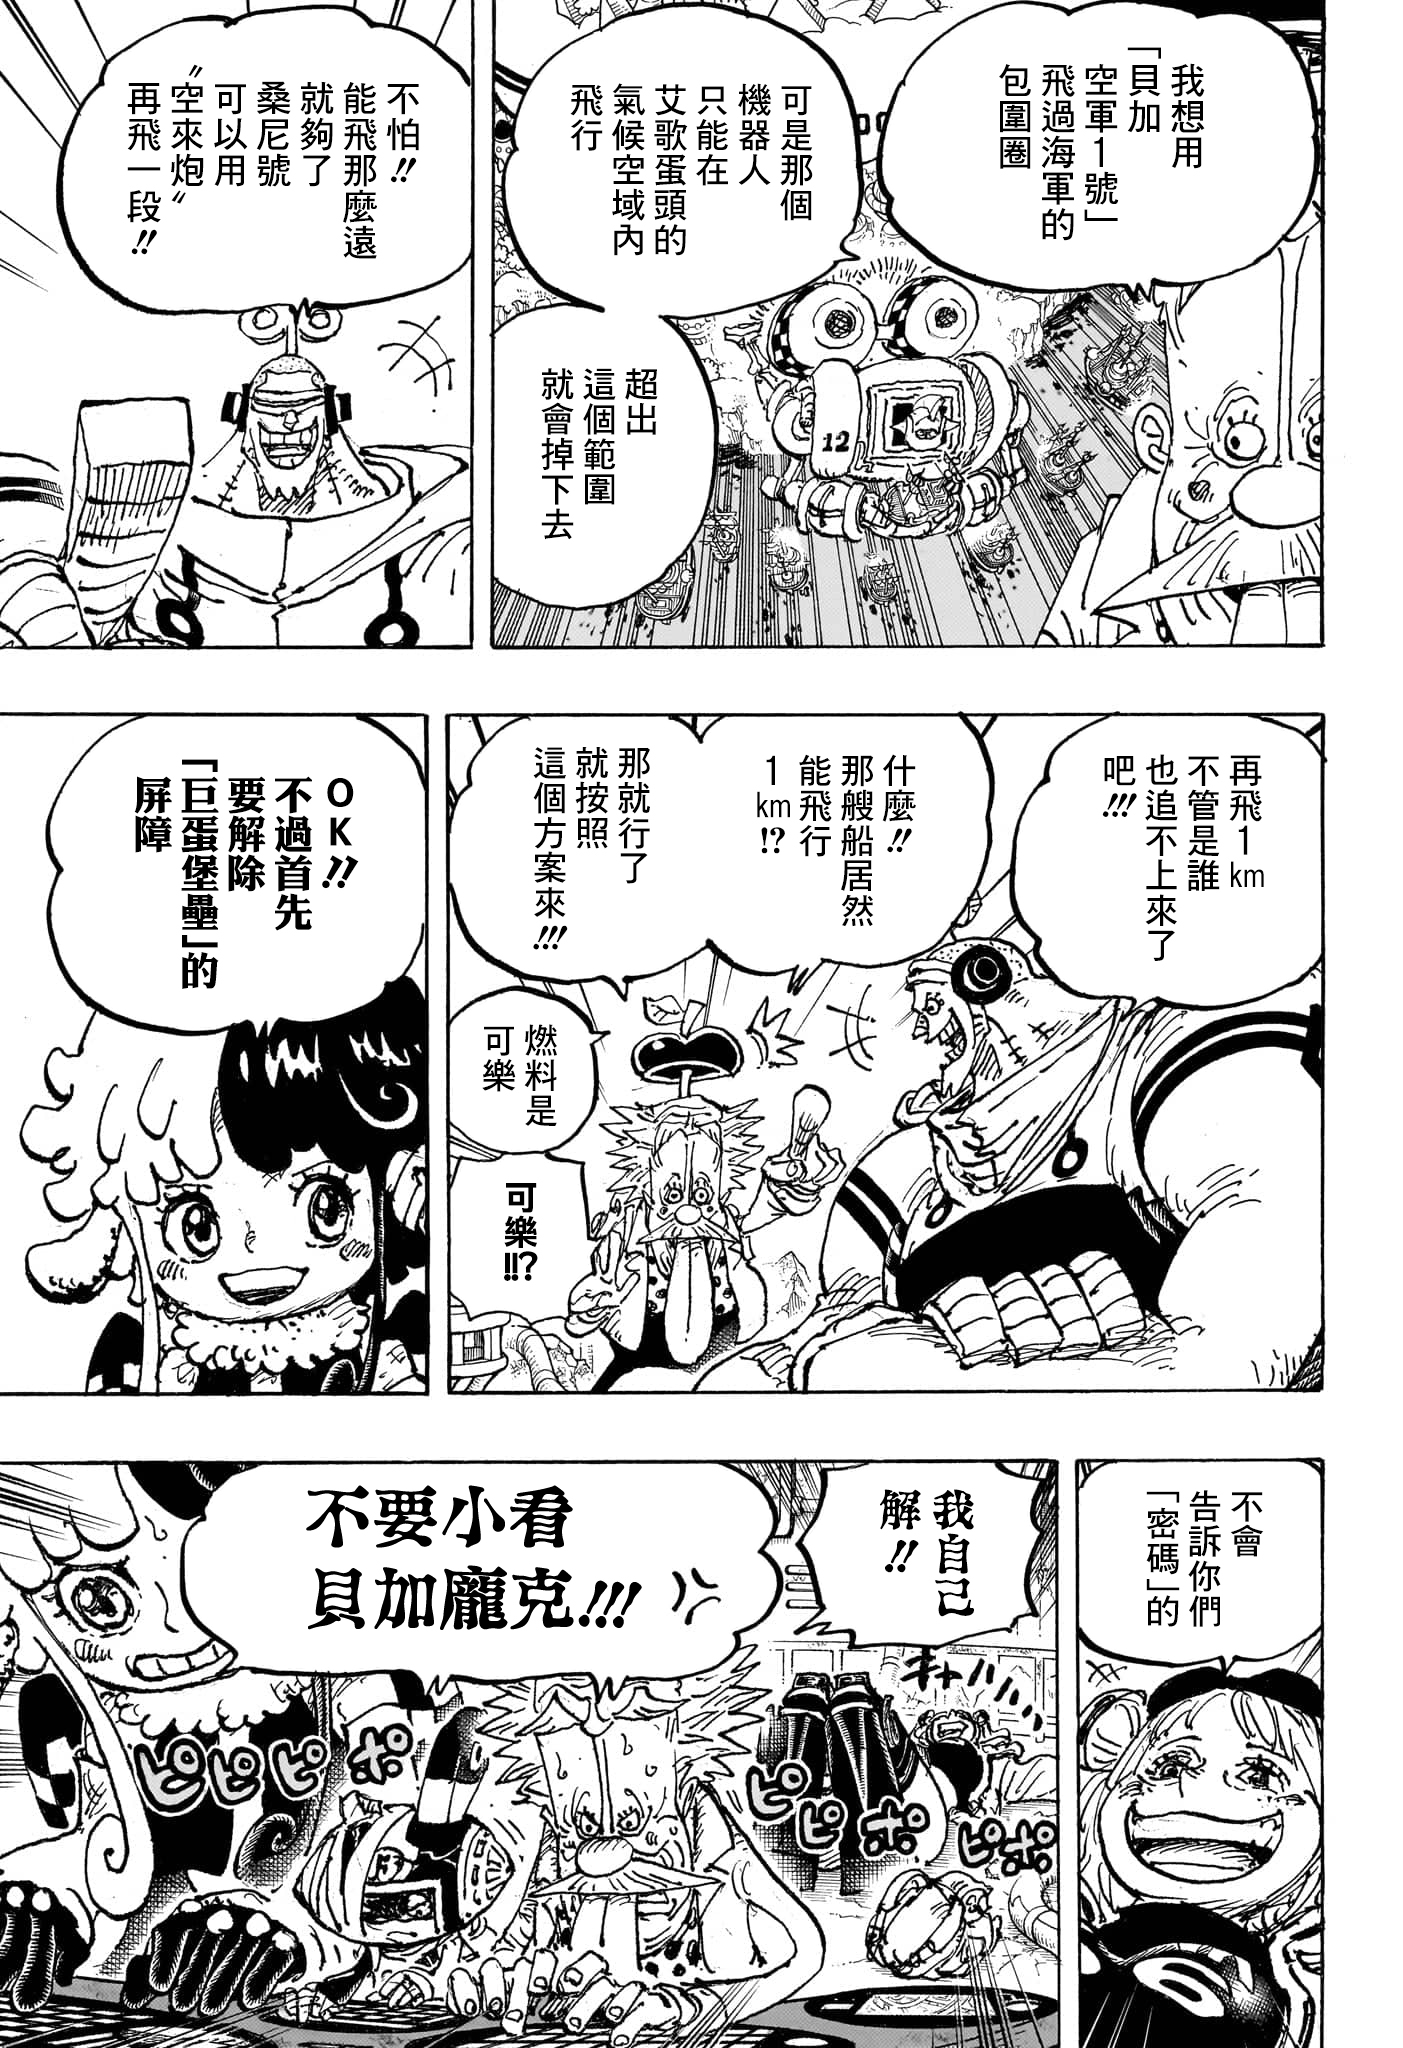 我想用
「貝加
空軍1號」
飛過海軍的
包圍圈
可是那個
機器人
只能在
艾歌蛋頭的
氣候空域內
飛行
超出
這個範圍
就會掉下去
12
不怕!!
能飛那麼遠
就夠了
桑尼號
可以用
〝空來炮〞
再飛一段!!
再飛1km
不管是誰
也追不上來了
吧!!!
什麼!!
那艘船居然
能飛行
1km!?
那就行了
就按照
這個方案來!!!
燃料是
可樂
可樂!!?
OK!!
不過首先
要解除
「巨蛋堡壘」的
屏障
不會
告訴你們
「密碼」的
我自己
解!!
不要小看
貝加龐克!!!
ギャハハハ
ピピポポ
ピポ
ピピピポ
3